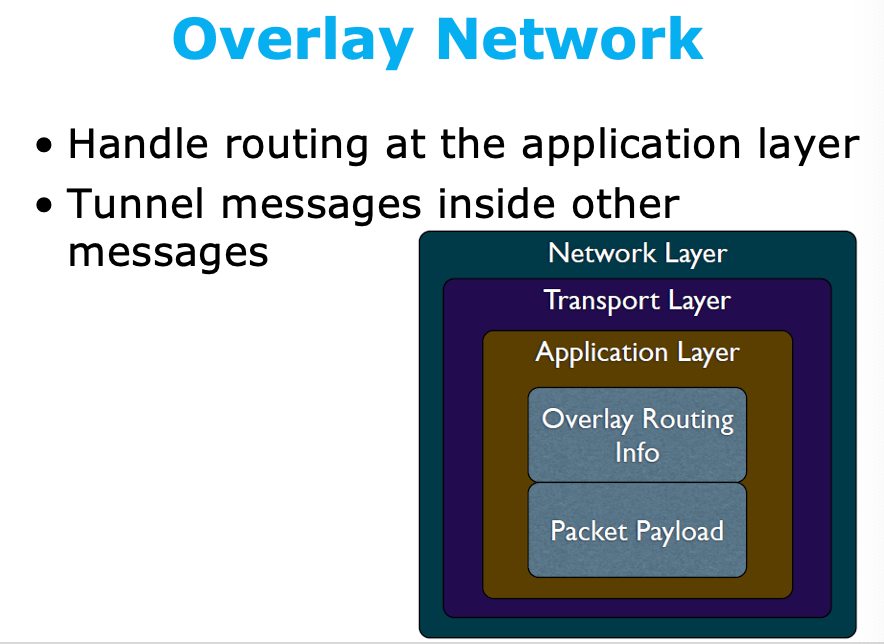 Overlay Network
• Handle routing at the application layer
• Tunnel messages inside other
messages
Network Layer
Transport Layer
Application Layer
Overlay Routing
Info
Packet Payload